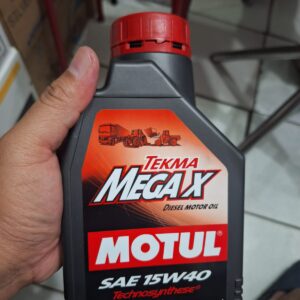 TEKMA
MEGA X
DIESEL MOTOR OIL
MOTUL
SAE 15W40
Technosynthese®